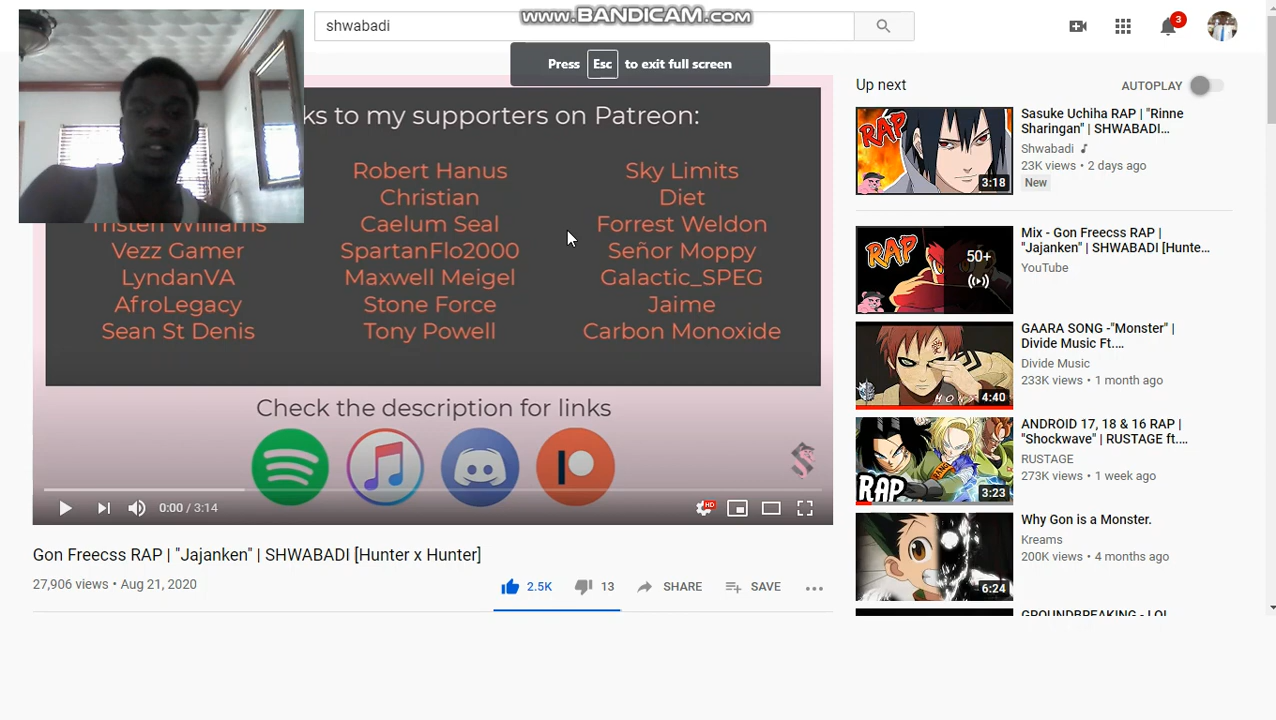 www.BANDICAM.com
shwabadi
3
Press Esc to exit full screen
ks to my supporters on Patreon:
Robert Hanus
Sky Limits
Christian
Diet
Tristen Williams
Caelum Seal
Forrest Weldon
Vezz Gamer
SpartanFlo2000
Señor Moppy
LyndanVA
Maxwell Meigel
Galactic_SPEG
AfroLegacy
Stone Force
Jaime
Sean St Denis
Tony Powell
Carbon Monoxide
Check the description for links
HD
0:00 / 3:14
Gon Freecss RAP | "Jajanken" | SHWABADI [Hunter x Hunter]
27,906 views • Aug 21, 2020
2.5K
13
SHARE
SAVE
Up next
AUTOPLAY
RAP
3:18
Sasuke Uchiha RAP | "Rinne
Sharingan" | SHWABADI...
Shwabadi
23K views • 2 days ago
New
RAP
50+
Mix - Gon Freecss RAP |
"Jajanken" | SHWABADI [Hunte...
YouTube
4:40
GAARA SONG -"Monster" |
Divide Music Ft....
Divide Music
233K views • 1 month ago
RAP
3:23
ANDROID 17, 18 & 16 RAP |
"Shockwave" | RUSTAGE ft....
RUSTAGE
273K views • 1 week ago
6:24
Why Gon is a Monster.
Kreams
200K views • 4 months ago
GROUNDBREAKING - LOL